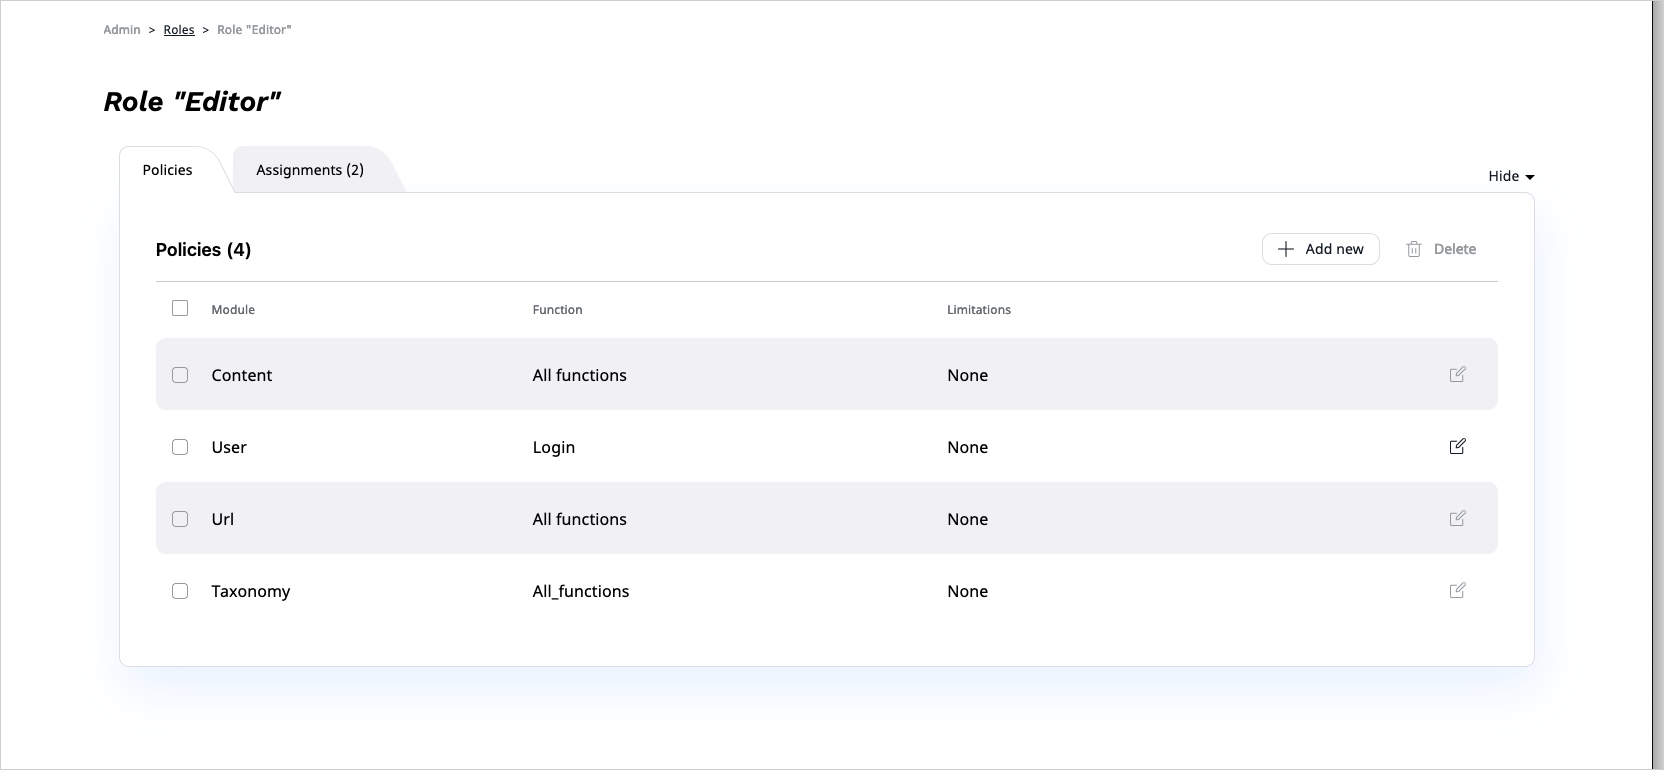 Admin > Roles > Role "Editor"
Role "Editor"
Policies Assignments (2)
Hide
Policies (4) Add new Delete
Module Function Limitations
Content All functions None
User Login None
Url All functions None
Taxonomy All_functions None